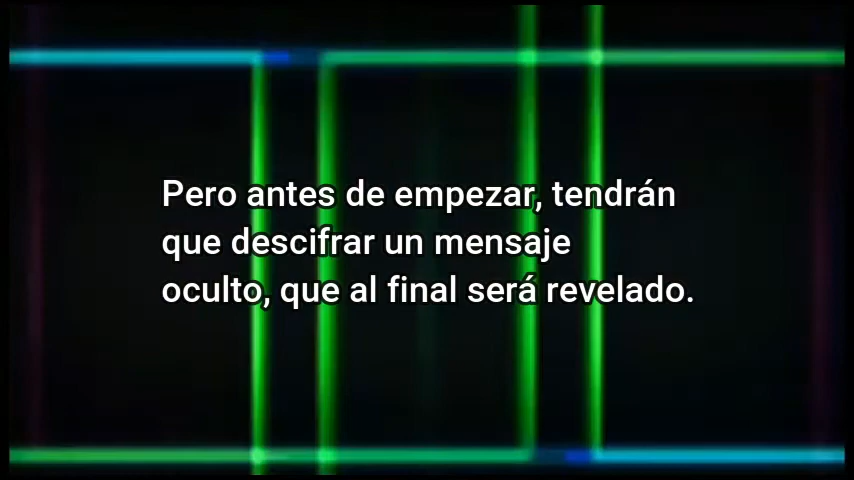 Pero antes de empezar, tendrán
que descifrar un mensaje
oculto, que al final será revelado.